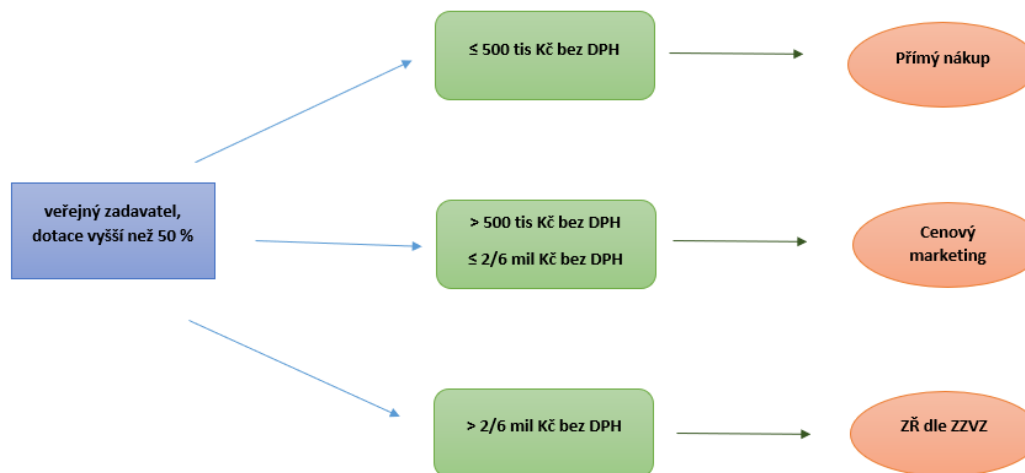 ≤ 500 tis Kč bez DPH
Přímý nákup
veřejný zadavatel,
dotace vyšší než 50 %
> 500 tis Kč bez DPH
≤ 2/6 mil Kč bez DPH
Cenový
marketing
> 2/6 mil Kč bez DPH
ZŘ dle ZZVZ